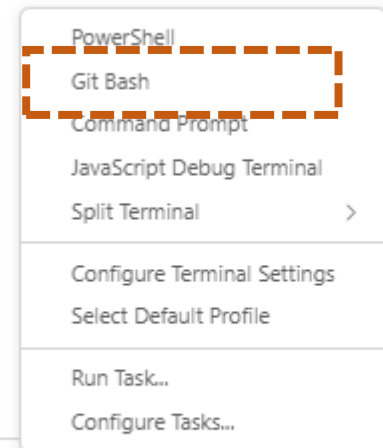 PowerShell
Git Bash
Command Prompt
JavaScript Debug Terminal
Split Terminal
Configure Terminal Settings
Select Default Profile
Run Task...
Configure Tasks...